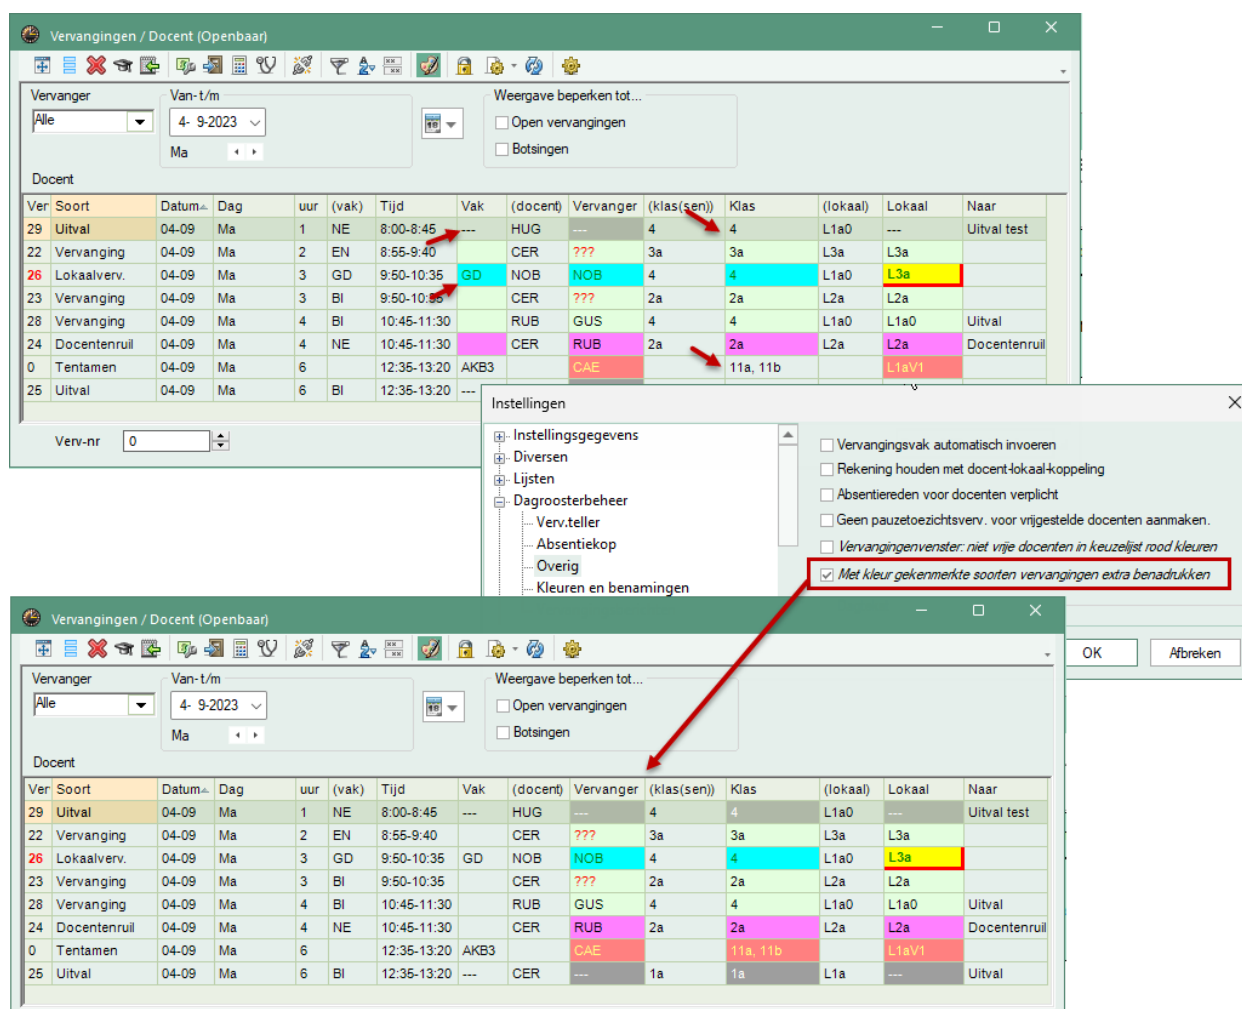 Vervangingen / Docent (Openbaar)
Vervanger Van- t/m Weergave beperken tot...
Alle 4- 9-2023 Open vervangingen
Ma Botsingen
Docent
Ver Soort Datum Dag uur (vak) Tijd Vak (docent) Vervanger (klas(sen)) Klas (lokaal) Lokaal Naar
29 Uitval 04-09 Ma 1 NE 8:00-8:45 --- HUG --- 4 4 L1a0 --- Uitval test
22 Vervanging 04-09 Ma 2 EN 8:55-9:40 CER ??? 3a 3a L3a L3a
26 Lokaalverv. 04-09 Ma 3 GD 9:50-10:35 GD NOB NOB 4 4 L1a0 L3a
23 Vervanging 04-09 Ma 3 BI 9:50-10:35 CER ??? 2a 2a L2a L2a
28 Vervanging 04-09 Ma 4 BI 10:45-11:30 RUB GUS 4 4 L1a0 L1a0 Uitval
24 Docentenruil 04-09 Ma 4 NE 10:45-11:30 CER RUB 2a 2a L2a L2a Docentenruil
0 Tentamen 04-09 Ma 6 12:35-13:20 AKB3 CAE 11a, 11b L1aV1
25 Uitval 04-09 Ma 6 BI 12:35-13:20 ---
Verv-nr 0
Instellingen
Instellingsgegevens
Diversen
Lijsten
Dagroosterbeheer
Verv.teller
Absentiekop
Overig
Kleuren en benamingen
Vervangingsvak automatisch invoeren
Rekening houden met docent-lokaal-koppeling
Absentiereden voor docenten verplicht
Geen pauzetoezichtsverv. voor vrijgestelde docenten aanmaken.
Vervangingenvenster: niet vrije docenten in keuzelijst rood kleuren
Met kleur gekenmerkte soorten vervangingen extra benadrukken
OK Afbreken
Vervangingen / Docent (Openbaar)
Vervanger Van- t/m Weergave beperken tot...
Alle 4- 9-2023 Open vervangingen
Ma Botsingen
Docent
Ver Soort Datum Dag uur (vak) Tijd Vak (docent) Vervanger (klas(sen)) Klas (lokaal) Lokaal Naar
29 Uitval 04-09 Ma 1 NE 8:00-8:45 --- HUG --- 4 4 L1a0 --- Uitval test
22 Vervanging 04-09 Ma 2 EN 8:55-9:40 CER ??? 3a 3a L3a L3a
26 Lokaalverv. 04-09 Ma 3 GD 9:50-10:35 GD NOB NOB 4 4 L1a0 L3a
23 Vervanging 04-09 Ma 3 BI 9:50-10:35 CER ??? 2a 2a L2a L2a
28 Vervanging 04-09 Ma 4 BI 10:45-11:30 RUB GUS 4 4 L1a0 L1a0 Uitval
24 Docentenruil 04-09 Ma 4 NE 10:45-11:30 CER RUB 2a 2a L2a L2a Docentenruil
0 Tentamen 04-09 Ma 6 12:35-13:20 AKB3 CAE 11a, 11b L1aV1
25 Uitval 04-09 Ma 6 BI 12:35-13:20 --- CER --- 1a 1a L1a --- Uitval